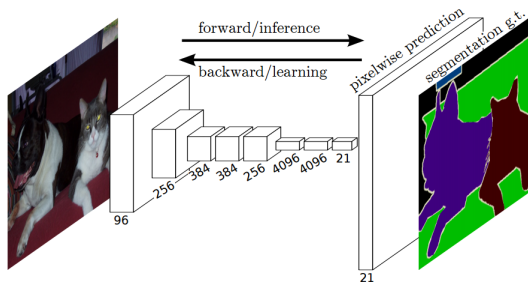 forward/inference
backward/learning
pixelwise prediction
segmentation g.t.
96
256
384
384
256
4096
4096
21
21